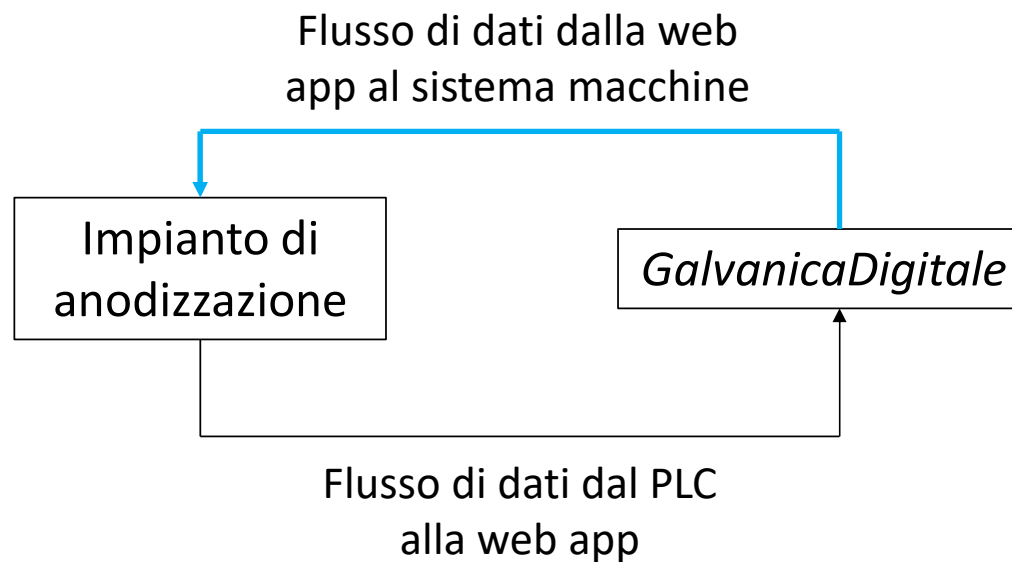 Flusso di dati dalla web
app al sistema macchine
Impianto di
anodizzazione
GalvanicaDigitale
Flusso di dati dal PLC
alla web app